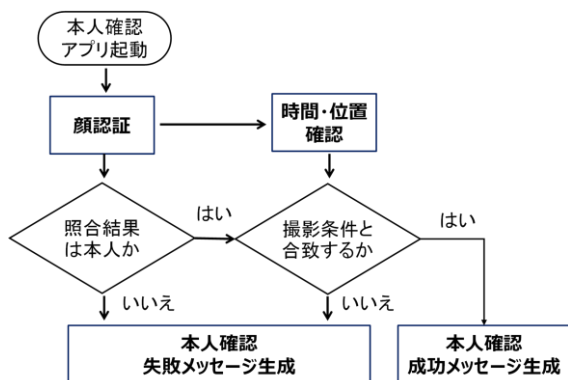 本人確認
アプリ起動
顔認証
時間・位置
確認
照合結果
は本人か
はい
撮影条件と
合致するか
はい
いいえ
いいえ
本人確認
失敗メッセージ生成
本人確認
成功メッセージ生成